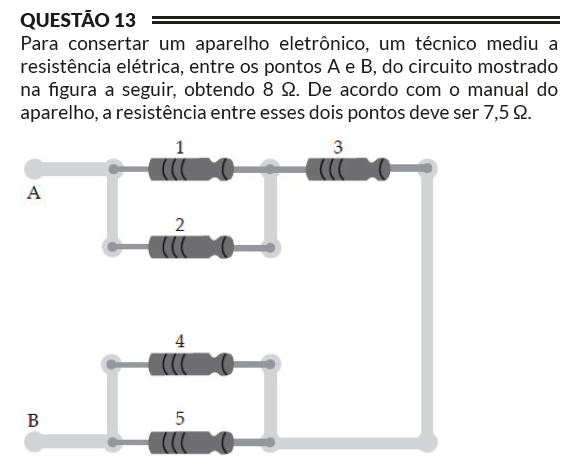 QUESTÃO 13
Para consertar um aparelho eletrônico, um técnico mediu a
resistência elétrica, entre os pontos A e B, do circuito mostrado
na figura a seguir, obtendo 8 Ω. De acordo com o manual do
aparelho, a resistência entre esses dois pontos deve ser 7,5 Ω.
1
3
A
2
4
B
5